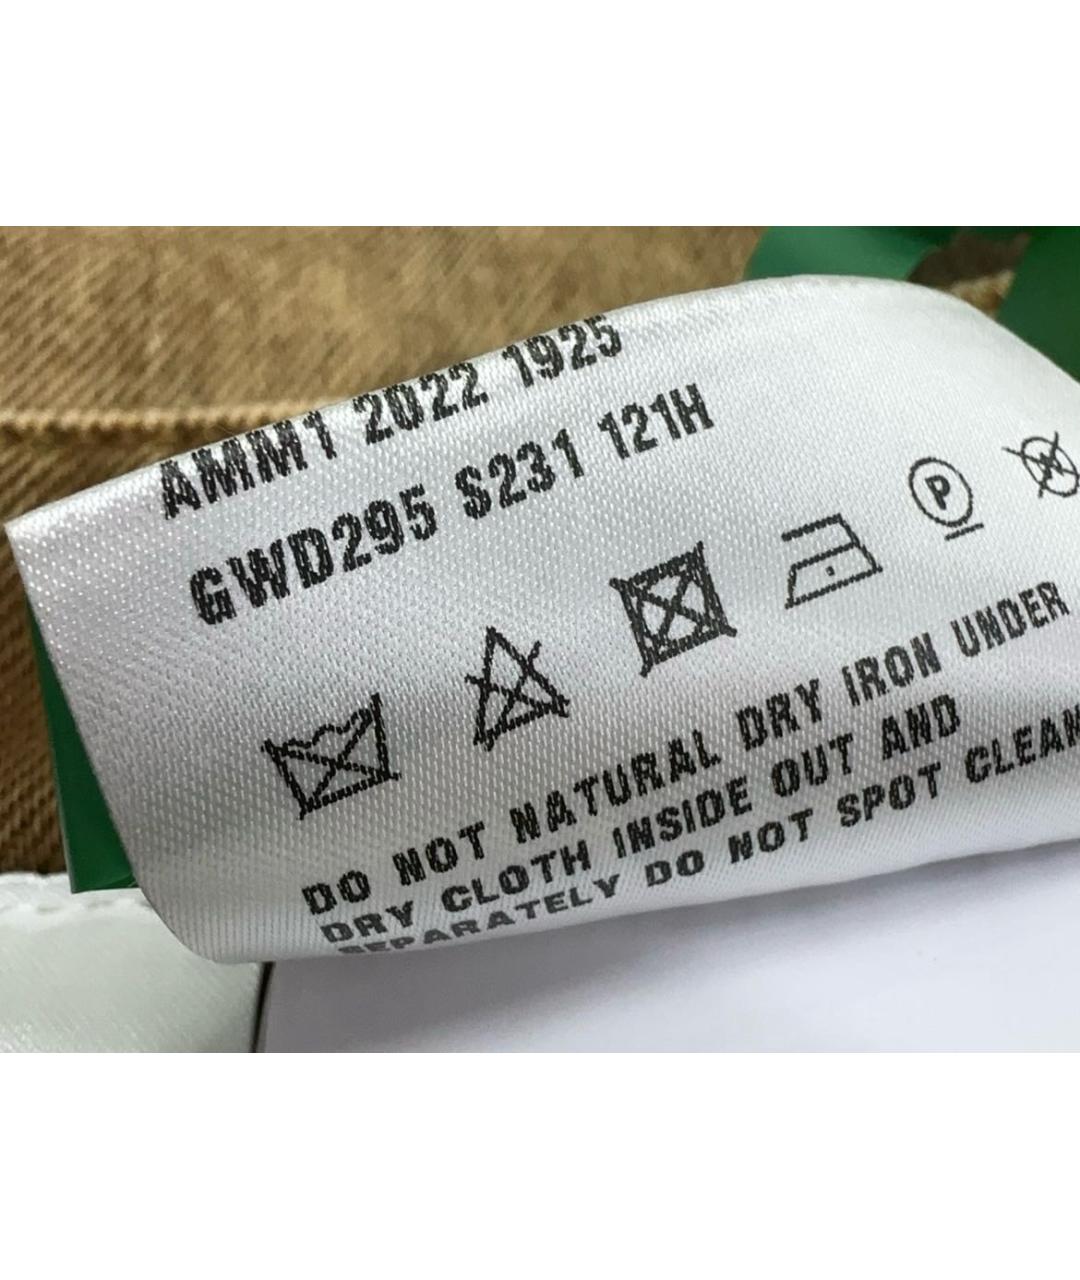 AMM1 2022 1925
GWD295 S231 121H
P
W
DO NOT NATURAL DRY IRON UNDER
DRY CLOTH INSIDE OUT AND
SEPARATELY DO NOT SPOT CLEAN